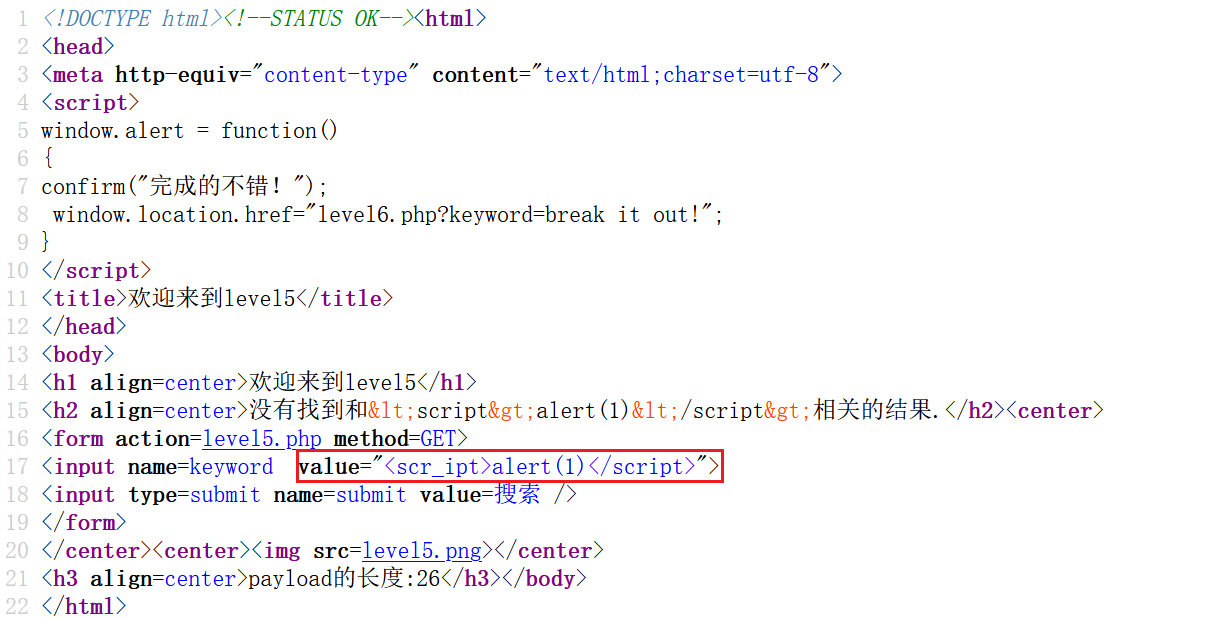 1 <!DOCTYPE html><!--STATUS OK--><html>
2 <head>
3 <meta http-equiv="content-type" content="text/html;charset=utf-8">
4 <script>
5 window.alert = function()
6 {
7 confirm("完成的不错！");
8  window.location.href="level6.php?keyword=break it out!";
9 }
10 </script>
11 <title>欢迎来到level5</title>
12 </head>
13 <body>
14 <h1 align=center>欢迎来到level5</h1>
15 <h2 align=center>没有找到和&lt;script&gt;alert(1)&lt;/script&gt;相关的结果.</h2><center>
16 <form action=level5.php method=GET>
17 <input name=keyword  value="<scr_ipt>alert(1)</script>">
18 <input type=submit name=submit value=搜索 />
19 </form>
20 </center><center><img src=level5.png></center>
21 <h3 align=center>payload的长度:26</h3></body>
22 </html>